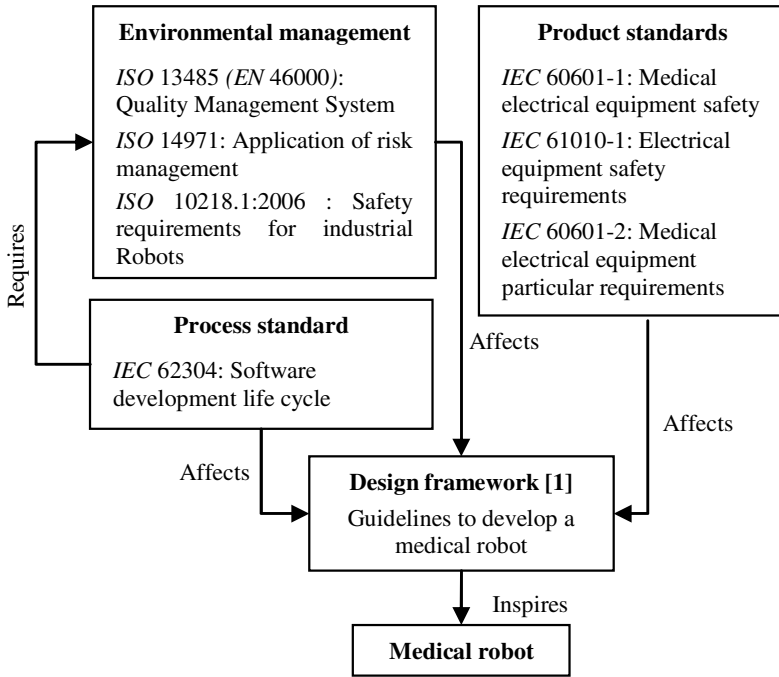 Environmental management
ISO 13485 (EN 46000):
Quality Management System
ISO 14971: Application of risk
management
ISO 10218.1:2006 : Safety
requirements for industrial
Robots
Product standards
IEC 60601-1: Medical
electrical equipment safety
IEC 61010-1: Electrical
equipment safety
requirements
IEC 60601-2: Medical
electrical equipment
particular requirements
Requires
Process standard
IEC 62304: Software
development life cycle
Affects
Affects
Affects
Design framework [1]
Guidelines to develop a
medical robot
Inspires
Medical robot